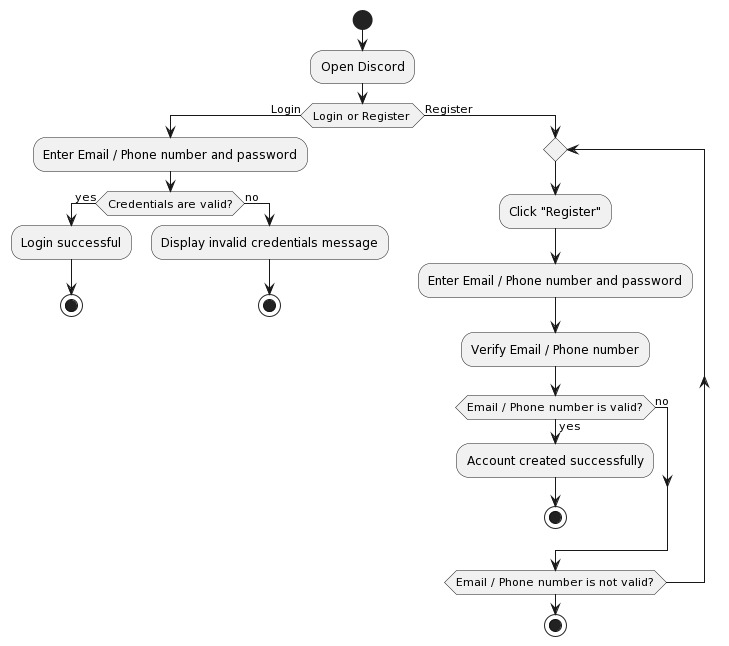 Open Discord
Login
Login or Register
Register
Enter Email / Phone number and password
yes
Credentials are valid?
no
Login successful
Display invalid credentials message
Click "Register"
Enter Email / Phone number and password
Verify Email / Phone number
Email / Phone number is valid?
no
yes
Account created successfully
Email / Phone number is not valid?